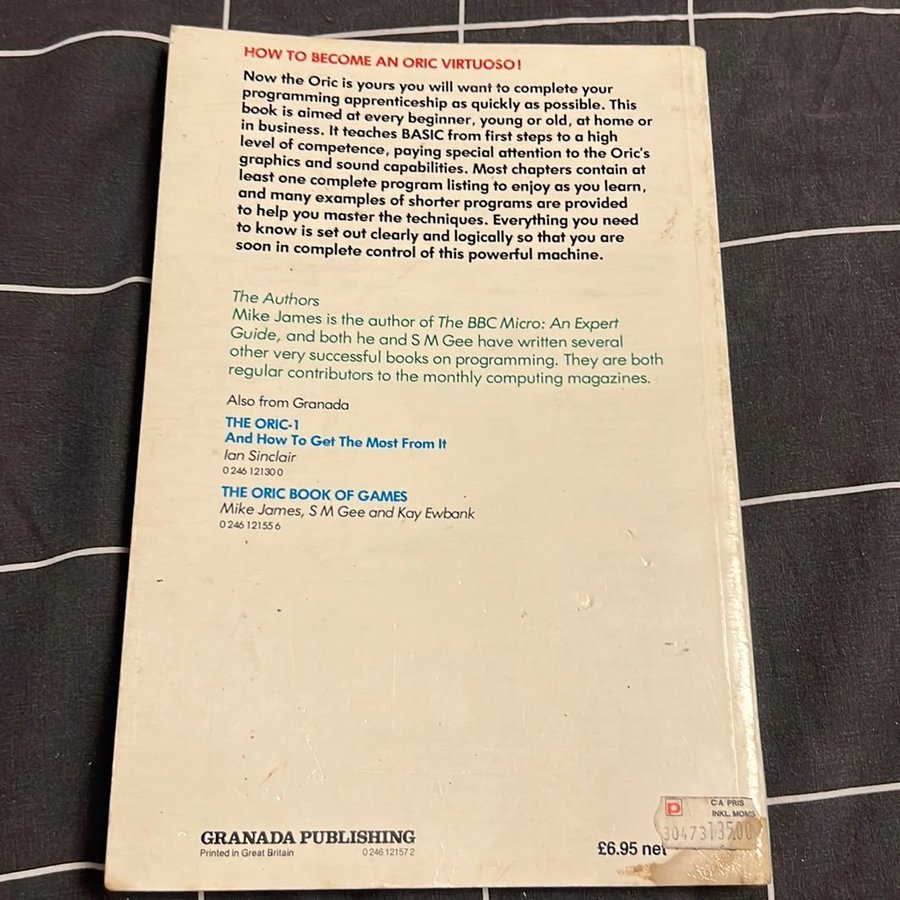 HOW TO BECOME AN ORIC VIRTUOSO!
Now the Oric is yours you will want to complete your
programming apprenticeship as quickly as possible. This
book is aimed at every beginner, young or old, at home or
in business. It teaches BASIC from first steps to a high
level of competence, paying special attention to the Oric's
graphics and sound capabilities. Most chapters contain at
least one complete program listing to enjoy as you learn,
and many examples of shorter programs are provided
to help you master the techniques. Everything you need
to know is set out clearly and logically so that you are
soon in complete control of this powerful machine.
The Authors
Mike James is the author of The BBC Micro: An Expert
Guide, and both he and S M Gee have written several
other very successful books on programming. They are both
regular contributors to the monthly computing magazines.
Also from Granada
THE ORIC-1
And How To Get The Most From It
Ian Sinclair
0 246 12130 0
THE ORIC BOOK OF GAMES
Mike James, S M Gee and Kay Ewbank
0 246 12155 6
GRANADA PUBLISHING
Printed in Great Britain 0 246 12157 2
£6.95 net
P CA PRIS
INKL. MOMS
30473 135.00